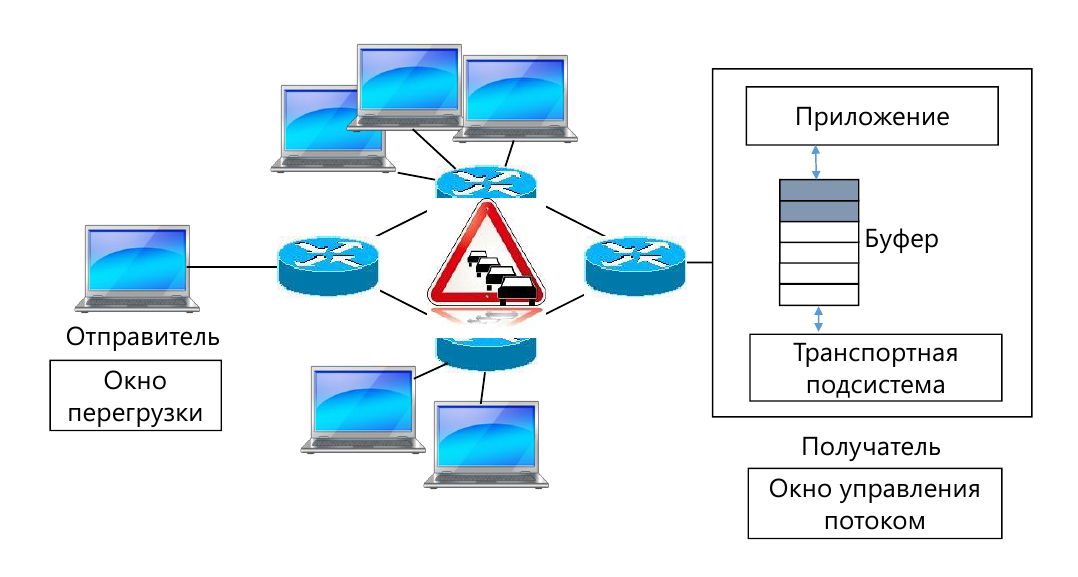 Приложение
Буфер
Транспортная
подсистема
Отправитель
Окно
перегрузки
Получатель
Окно управления
потоком